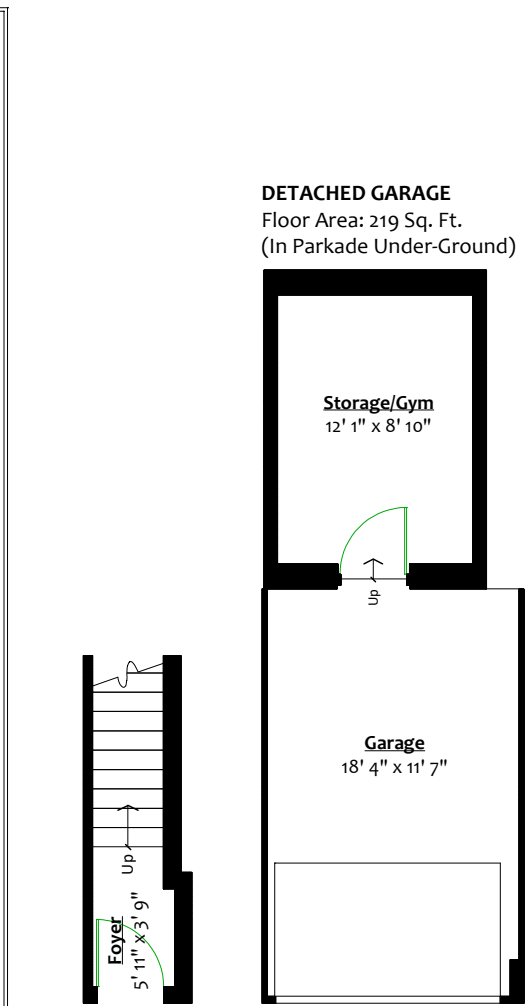 DETACHED GARAGE
Floor Area: 219 Sq. Ft.
(In Parkade Under-Ground)
Storage/Gym
12' 1" x 8' 10"
Up
Garage
18' 4" x 11' 7"
Up
Foyer
5' 11" x 3' 9"